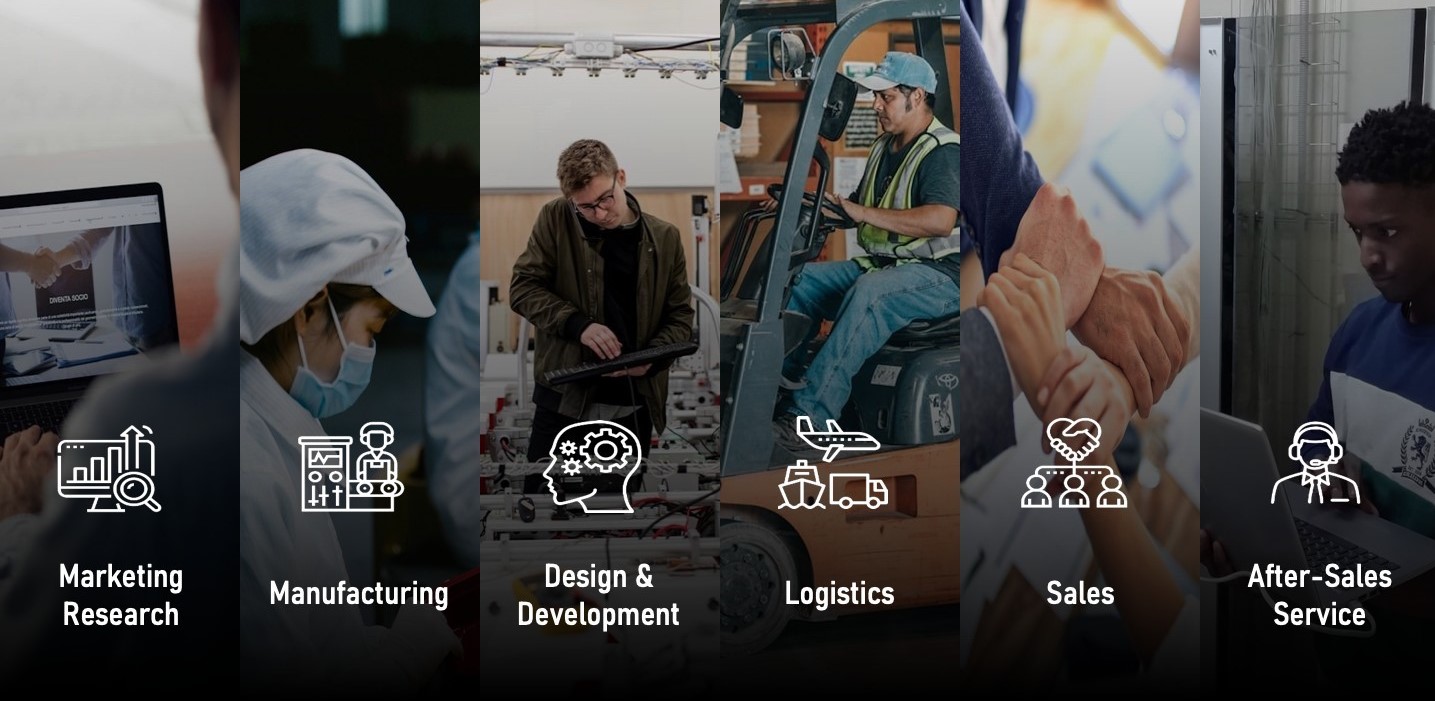 DIVENTA SOCIO
Marketing
Research
Manufacturing
Design &
Development
Logistics
Sales
After-Sales
Service